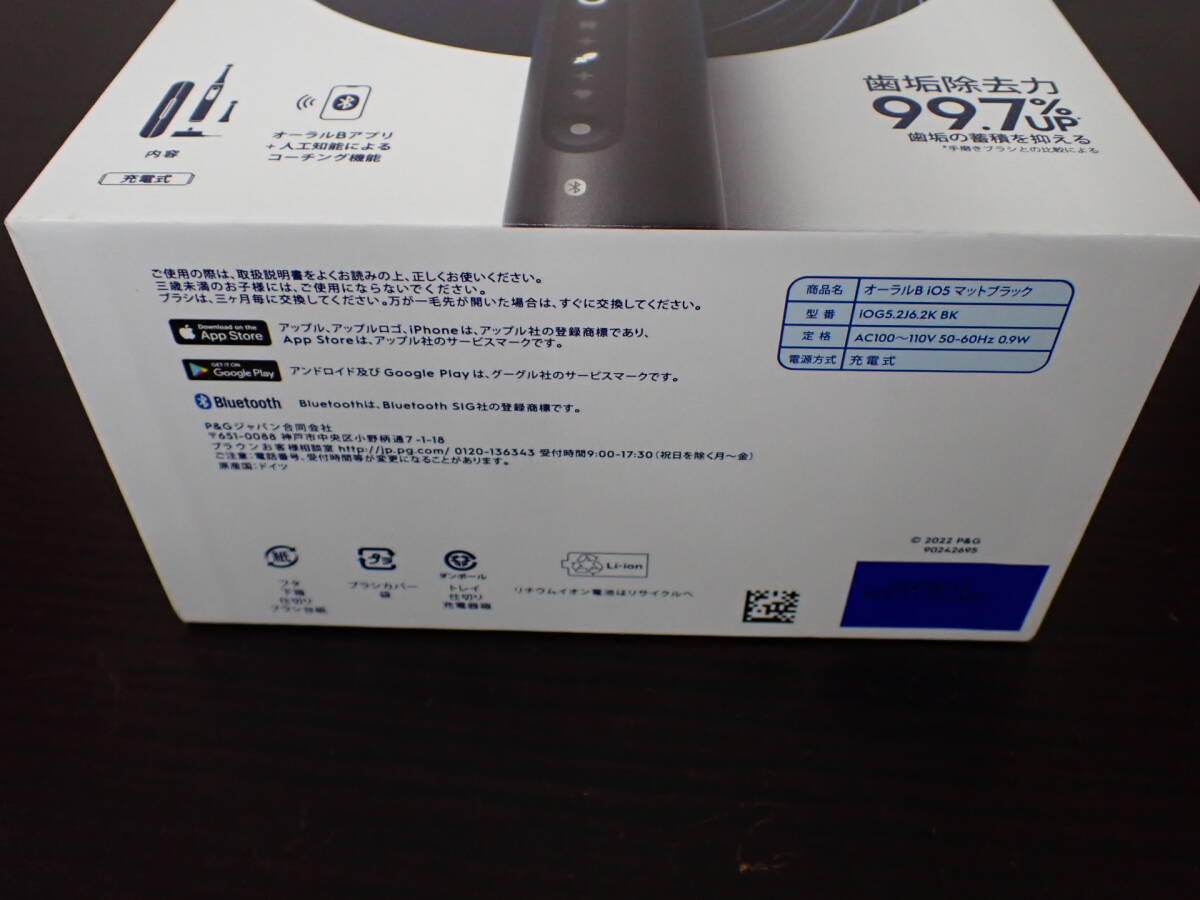 歯垢除去力
99.7%UP*
歯垢の蓄積を抑える
*手磨きブラシとの比較による
オーラルBアプリ
+人工知能による
コーチング機能
内容
充電式
ご使用の際は、取扱説明書をよくお読みの上、正しくお使いください。
三歳未満のお子様には、ご使用にならないでください。
ブラシは、三ヶ月毎に交換してください。万が一毛先が開いた場合は、すぐに交換してください。
Download on the
App Store
アップル、アップルロゴ、iPhoneは、アップル社の登録商標であり、
App Storeは、アップル社のサービスマークです。
GET IT ON
Google Play
アンドロイド及びGoogle Playは、グーグル社のサービスマークです。
Bluetooth
Bluetoothは、Bluetooth SIG社の登録商標です。
P&Gジャパン合同会社
〒651-0088 神戸市中央区小野柄通7-1-18
ブラウンお客様相談室 http://jp.pg.com/ 0120-136343 受付時間9:00-17:30(祝日を除く月〜金)
ご注意:電話番号、受付時間等が変更になることがあります。
原産国:ドイツ
商品名 オーラルB iO5 マットブラック
型番 iOG5.2J6.2K BK
定格 AC100〜110V 50-60Hz 0.9W
電源方式 充電式
© 2022 P&G
90242695
紙
フタ
下箱
仕切り
ブラシ台紙
プラ
ブラシカバー
袋
ダンボール
トレイ
仕切り
充電器袋
Li-ion
リチウムイオン電池はリサイクルへ